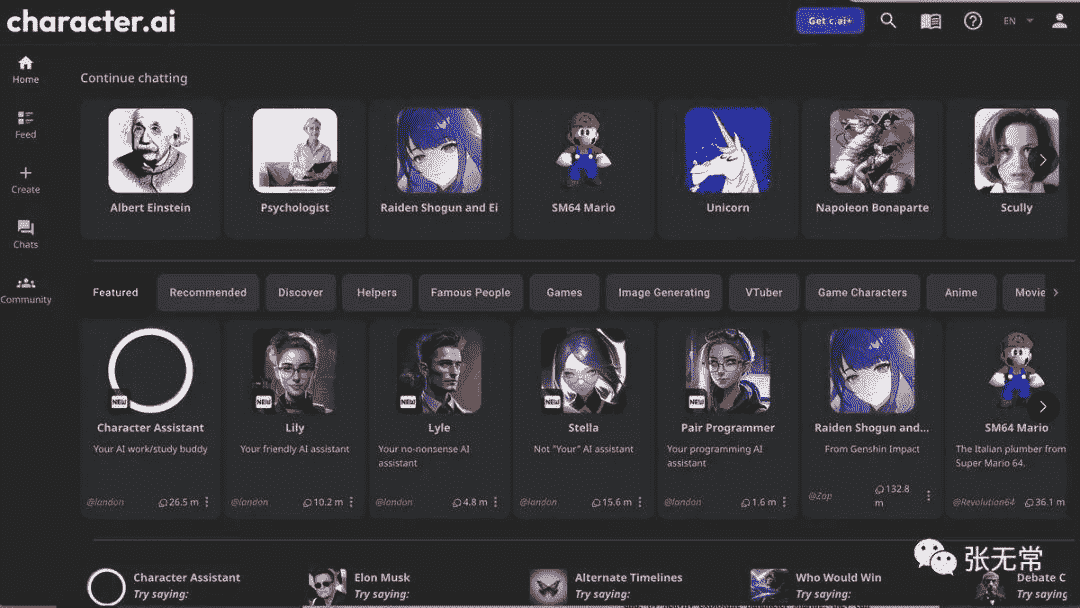 character.ai
Get c.ai+
EN
Home
Feed
Create
Chats
Community
Continue chatting
Albert Einstein
Psychologist
Raiden Shogun and Ei
SM64 Mario
Unicorn
Napoleon Bonaparte
Scully
Featured
Recommended
Discover
Helpers
Famous People
Games
Image Generating
VTuber
Game Characters
Anime
Movie
NEW
Character Assistant
Your AI work/study buddy
@landon
26.5 m
NEW
Lily
Your friendly AI assistant
@landon
10.2 m
NEW
Lyle
Your no-nonsense AI
assistant
@landon
4.8 m
NEW
Stella
Not "Your" AI assistant
@landon
15.6 m
NEW
Pair Programmer
Your programming AI
assistant
@landon
1.6 m
Raiden Shogun and...
From Genshin Impact
@Zap
132.8
m
SM64 Mario
The Italian plumber from
Super Mario 64.
@Revolution64
36.1 m
Character Assistant
Try saying:
Elon Musk
Try saying:
Alternate Timelines
Try saying:
Who Would Win
Try saying:
Debate C
Try saying
张无常